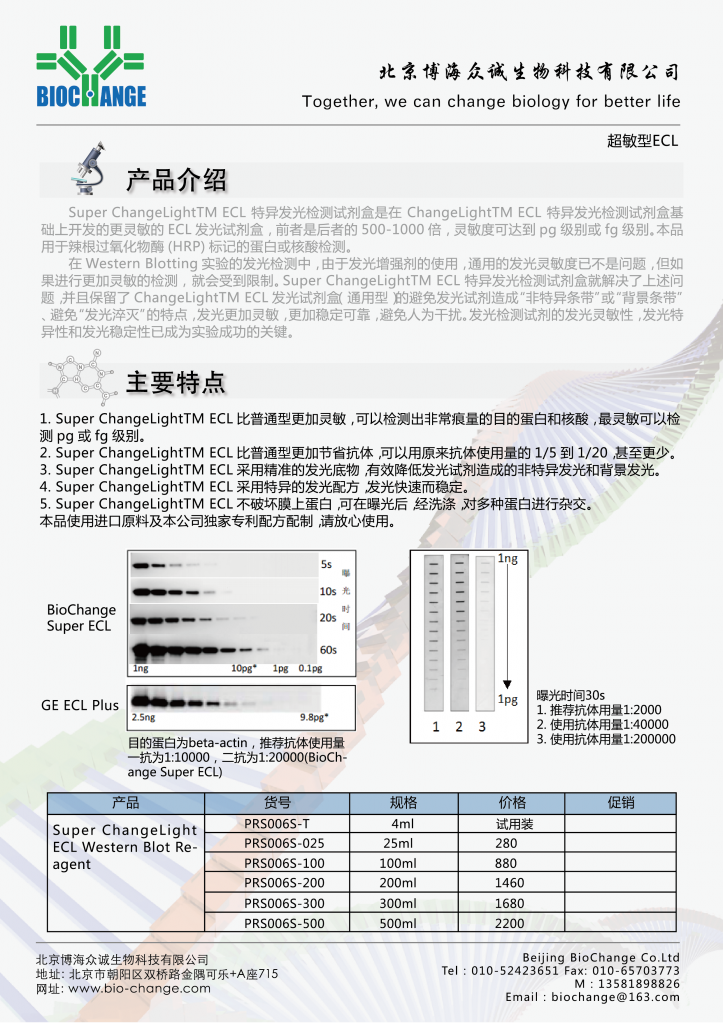 BIOCHANGE
北京博海众诚生物科技有限公司
Together, we can change biology for better life
超敏型ECL
产品介绍
Super ChangeLightTM ECL 特异发光检测试剂盒是在 ChangeLightTM ECL 特异发光检测试剂盒基
础上开发的更灵敏的 ECL 发光试剂盒，前者是后者的 500-1000 倍，灵敏度可达到 pg 级别或 fg 级别。本品
用于辣根过氧化物酶 (HRP) 标记的蛋白或核酸检测。
在 Western Blotting 实验的发光检测中，由于发光增强剂的使用，通用的发光灵敏度已不是问题，但如
果进行更加灵敏的检测，就会受到限制。Super ChangeLightTM ECL 特异发光检测试剂盒就解决了上述问
题，并且保留了 ChangeLightTM ECL 发光试剂盒(通用型)的避免发光试剂造成“非特异条带”或“背景条带”
、避免“发光淬灭”的特点，发光更加灵敏，更加稳定可靠，避免人为干扰。发光检测试剂的发光灵敏性，发光特
异性和发光稳定性已成为实验成功的关键。
主要特点
1. Super ChangeLightTM ECL 比普通型更加灵敏，可以检测出非常痕量的目的蛋白和核酸，最灵敏可以检
测 pg 或 fg 级别。
2. Super ChangeLightTM ECL 比普通型更加节省抗体，可以用原来抗体使用量的 1/5 到 1/20，甚至更少。
3. Super ChangeLightTM ECL 采用精准的发光底物，有效降低发光试剂造成的非特异发光和背景发光。
4. Super ChangeLightTM ECL 采用特异的发光配方，发光快速而稳定。
5. Super ChangeLightTM ECL 不破坏膜上蛋白，可在曝光后，经洗涤，对多种蛋白进行杂交。
本品使用进口原料及本公司独家专利配方配制，请放心使用。
BioChange
Super ECL
5s
10s
20s
60s
曝
光
时
间
1ng 10pg* 1pg 0.1pg
GE ECL Plus
2.5ng 9.8pg*
目的蛋白为beta-actin，推荐抗体使用量
一抗为1:10000，二抗为1:20000(BioCh-
ange Super ECL)
1ng
1pg
1 2 3
曝光时间30s
1. 推荐抗体用量1:2000
2. 使用抗体用量1:40000
3. 使用抗体用量1:200000
产品 货号 规格 价格 促销
Super ChangeLight
ECL Western Blot Re-
agent
PRS006S-T 4ml 试用装
PRS006S-025 25ml 280
PRS006S-100 100ml 880
PRS006S-200 200ml 1460
PRS006S-300 300ml 1680
PRS006S-500 500ml 2200
北京博海众诚生物科技有限公司
地址: 北京市朝阳区双桥路金隅可乐+A座715
网址: www.bio-change.com
Beijing BioChange Co.Ltd
Tel : 010-52423651 Fax: 010-65703773
M : 13581898826
Email : biochange@163.com